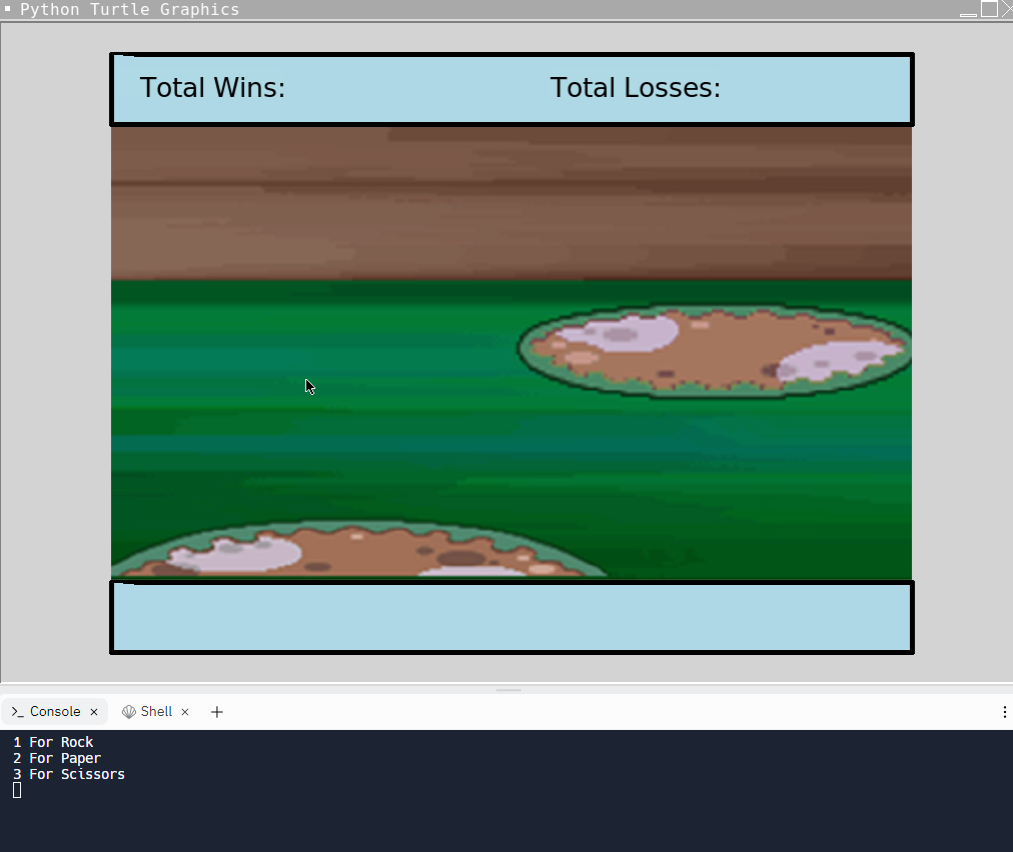 Python Turtle Graphics
Total Wins: Total Losses:
Console Shell
1 For Rock
2 For Paper
3 For Scissors